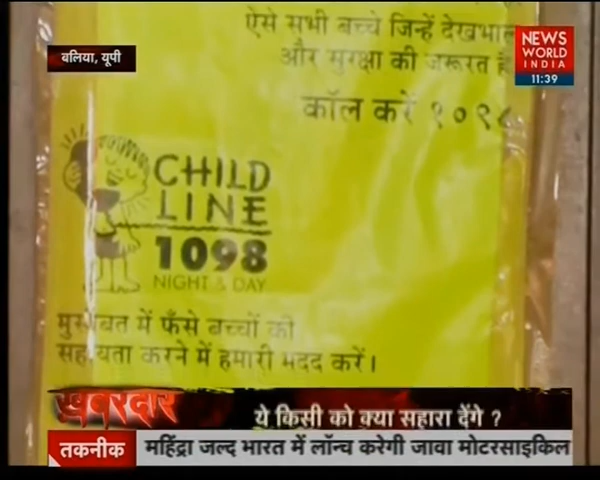 ऐसे सभी बच्चे जिन्हें देखभाल
और सुरक्षा की जरूरत है
कॉल करें १०९८
बलिया, यूपी
NEWS
WORLD
INDIA
11:39
CHILD
LINE
1098
NIGHT & DAY
मुसीबत में फँसे बच्चों की
सहायता करने में हमारी मदद करें।
खबरदार
ये किसी को क्या सहारा देंगे ?
तकनीक
महिंद्रा जल्द भारत में लॉन्च करेगी जावा मोटरसाइकिल